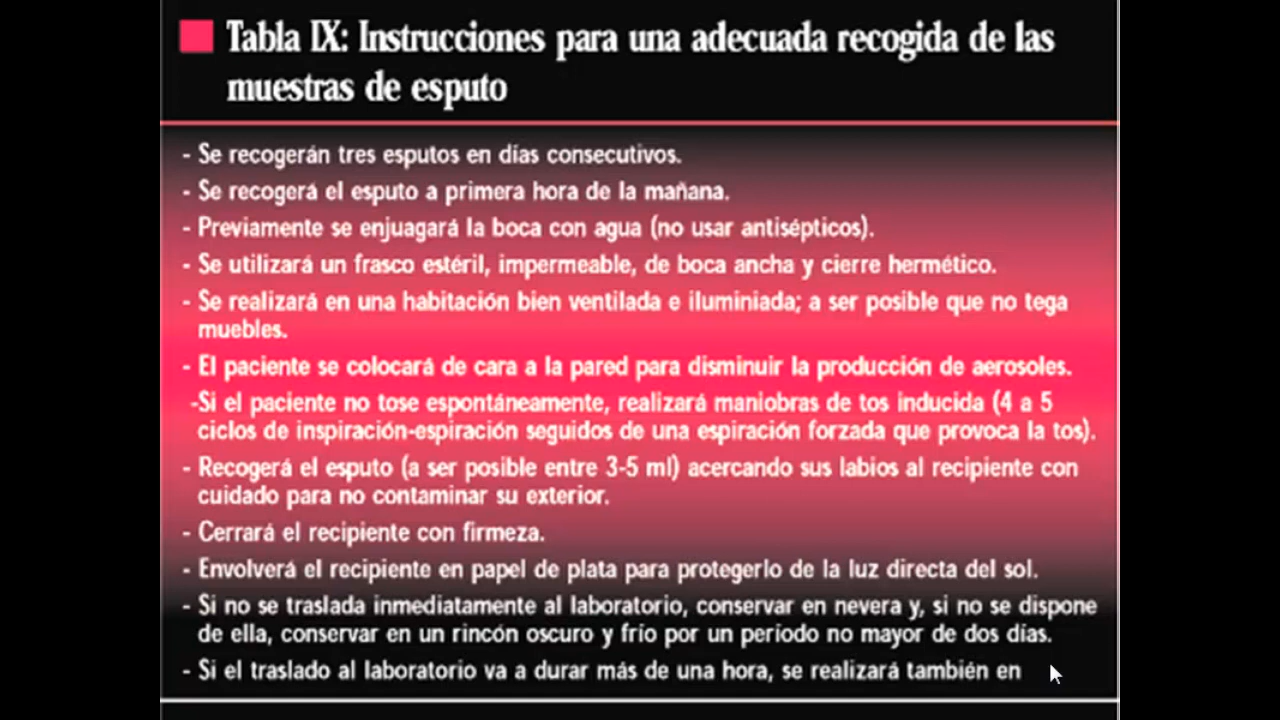 Tabla IX: Instrucciones para una adecuada recogida de las
muestras de esputo
- Se recogerán tres esputos en días consecutivos.
- Se recogerá el esputo a primera hora de la mañana.
- Previamente se enjuagará la boca con agua (no usar antisépticos).
- Se utilizará un frasco estéril, impermeable, de boca ancha y cierre hermético.
- Se realizará en una habitación bien ventilada e iluminiada; a ser posible que no tega
muebles.
- El paciente se colocará de cara a la pared para disminuir la producción de aerosoles.
-Si el paciente no tose espontáneamente, realizará maniobras de tos inducida (4 a 5
ciclos de inspiración-espiración seguidos de una espiración forzada que provoca la tos).
- Recogerá el esputo (a ser posible entre 3-5 ml) acercando sus labios al recipiente con
cuidado para no contaminar su exterior.
- Cerrará el recipiente con firmeza.
- Envolverá el recipiente en papel de plata para protegerlo de la luz directa del sol.
- Si no se traslada inmediatamente al laboratorio, conservar en nevera y, si no se dispone
de ella, conservar en un rincón oscuro y frío por un período no mayor de dos días.
- Si el traslado al laboratorio va a durar más de una hora, se realizará también en